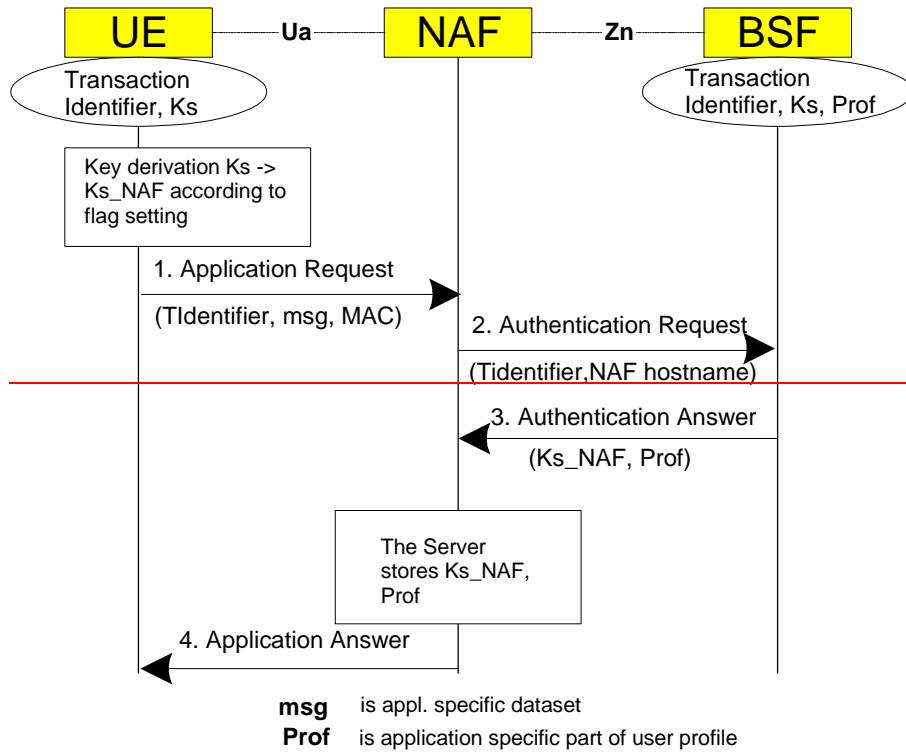 UE
Ua
NAF
Zn
BSF
Transaction
Identifier, Ks
Transaction
Identifier, Ks, Prof
Key derivation Ks ->
Ks_NAF according to
flag setting
1. Application Request
(TIdentifier, msg, MAC)
2. Authentication Request
(Tidentifier,NAF hostname)
3. Authentication Answer
(Ks_NAF, Prof)
The Server
stores Ks_NAF,
Prof
4. Application Answer
msg is appl. specific dataset
Prof is application specific part of user profile